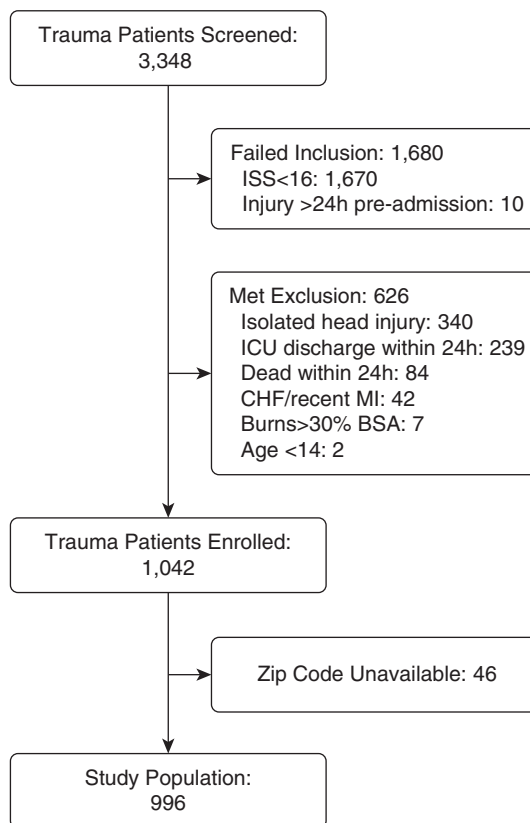 Trauma Patients Screened:
3,348
Failed Inclusion: 1,680
ISS<16: 1,670
Injury >24h pre-admission: 10
Met Exclusion: 626
Isolated head injury: 340
ICU discharge within 24h: 239
Dead within 24h: 84
CHF/recent MI: 42
Burns>30% BSA: 7
Age <14: 2
Trauma Patients Enrolled:
1,042
Zip Code Unavailable: 46
Study Population:
996